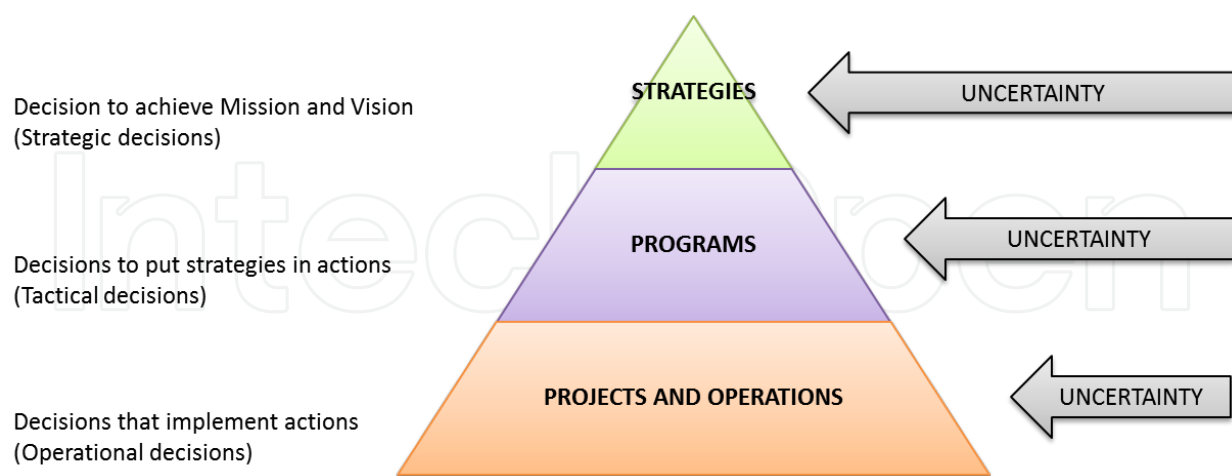 STRATEGIES
UNCERTAINTY
Decision to achieve Mission and Vision
(Strategic decisions)
IntechOpen
PROGRAMS
UNCERTAINTY
Decisions to put strategies in actions
(Tactical decisions)
PROJECTS AND OPERATIONS
UNCERTAINTY
Decisions that implement actions
(Operational decisions)